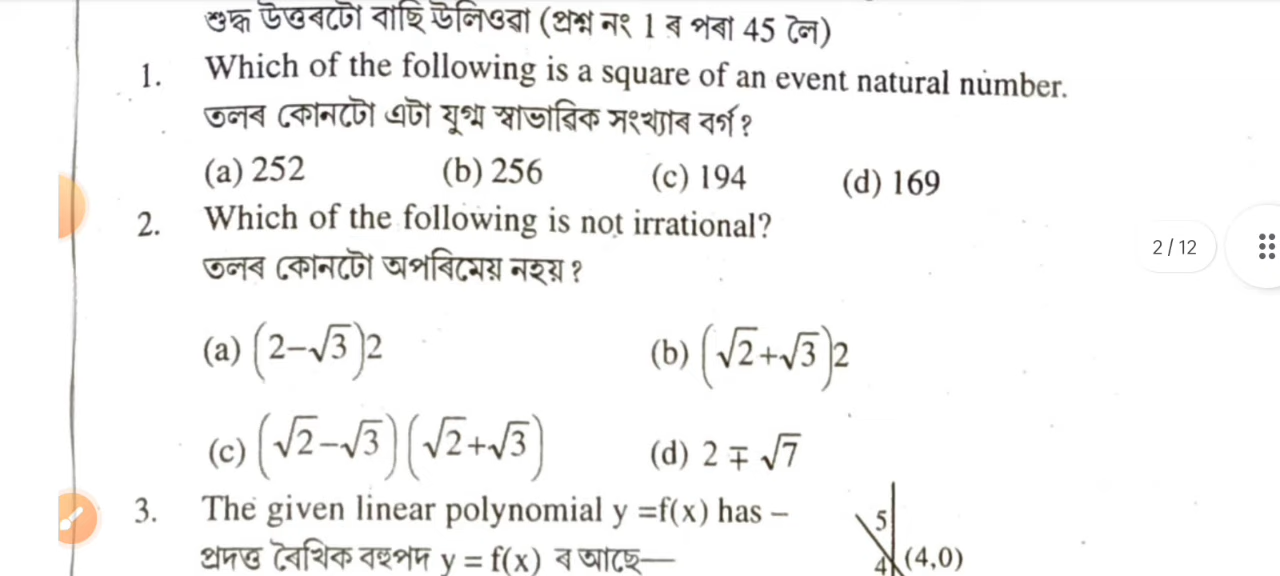 শুদ্ধ উত্তৰটো বাছি উলিওৱা (প্ৰশ্ন নং 1 ৰ পৰা 45 লৈ)
1. Which of the following is a square of an event natural number.
তলৰ কোনটো এটা যুগ্ম স্বাভাৱিক সংখ্যাৰ বৰ্গ?
(a) 252 (b) 256 (c) 194 (d) 169
2. Which of the following is not irrational?
তলৰ কোনটো অপৰিমেয় নহয়?
(a) (2−√3)2 (b) (√2+√3)2
(c) (√2−√3)(√2+√3) (d) 2 ∓ √7
3. The given linear polynomial y =f(x) has –
প্ৰদত্ত ৰৈখিক বহুপদ y = f(x) ৰ আছে—
5
4 (4,0)
2 / 12